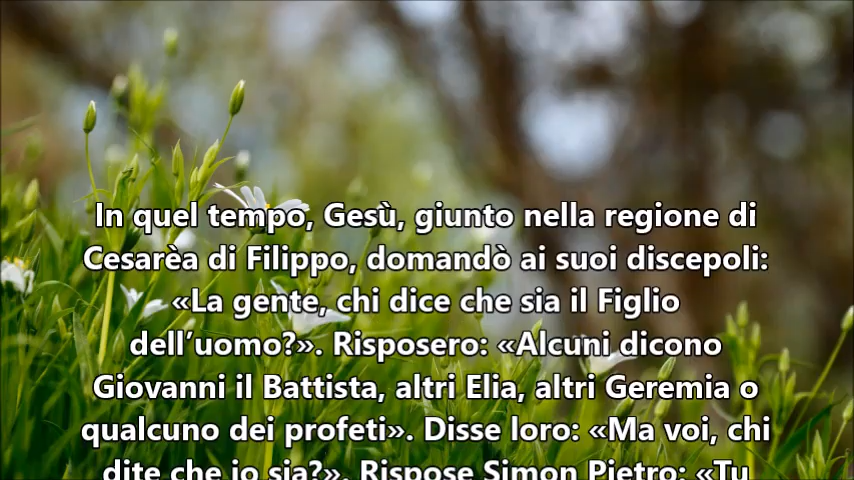 In quel tempo, Gesù, giunto nella regione di
Cesarèa di Filippo, domandò ai suoi discepoli:
«La gente, chi dice che sia il Figlio
dell’uomo?». Risposero: «Alcuni dicono
Giovanni il Battista, altri Elia, altri Geremia o
qualcuno dei profeti». Disse loro: «Ma voi, chi
dite che io sia?». Rispose Simon Pietro: «Tu